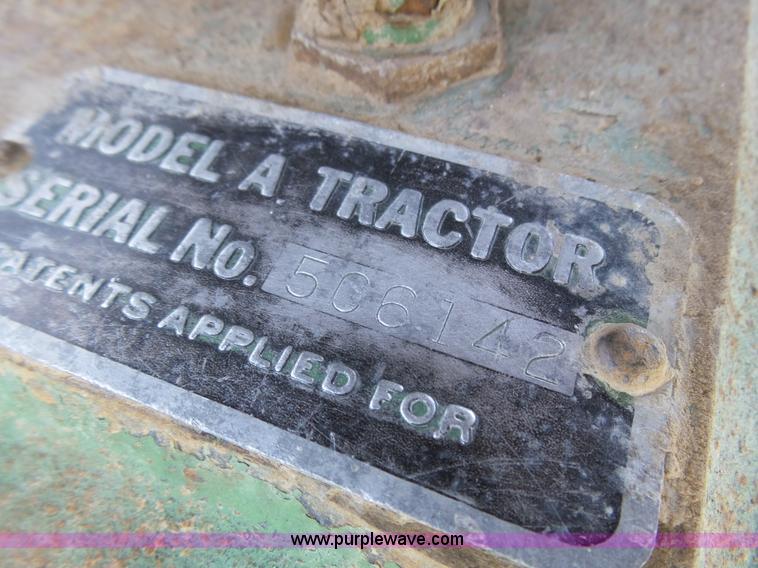 MODEL A TRACTOR
SERIAL NO. 506142
PATENTS APPLIED FOR
www.purplewave.com